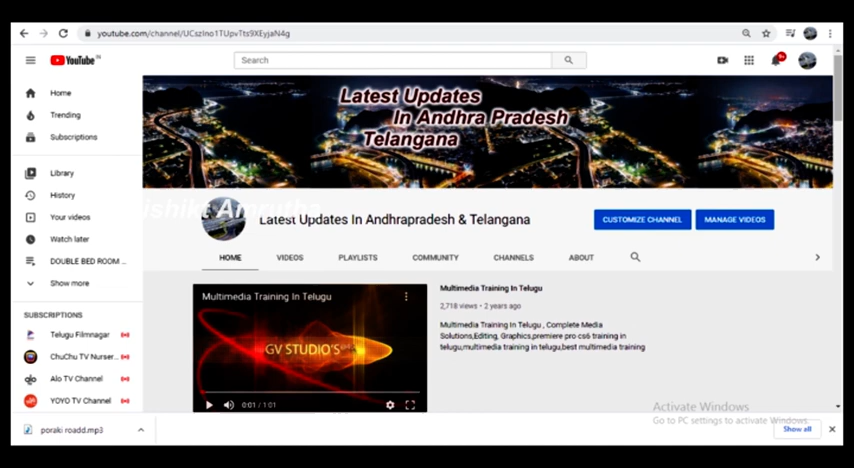 youtube.com/channel/UCszIno1TUpvTts9XEyjaN4g
YouTube IN
Search
9+
Home
Trending
Subscriptions
Library
History
Your videos
Watch later
DOUBLE BED ROOM ...
Show more
SUBSCRIPTIONS
Telugu Filmnagar
ChuChu TV Nurser...
Alo TV Channel
YOYO TV Channel
Latest Updates
In Andhra Pradesh
Telangana
ishikt Amrutha
Latest Updates In Andhrapradesh & Telangana
CUSTOMIZE CHANNEL
MANAGE VIDEOS
HOME VIDEOS PLAYLISTS COMMUNITY CHANNELS ABOUT
Multimedia Training In Telugu
GV STUDIO'S
0:01 / 1:01
Multimedia Training In Telugu
2,718 views • 2 years ago
Multimedia Training In Telugu , Complete Media
Solutions,Editing, Graphics,premiere pro cs6 training in
telugu,multimedia training in telugu,best multimedia training
Activate Windows
Go to PC settings to activate Windows.
poraki roadd.mp3
Show all